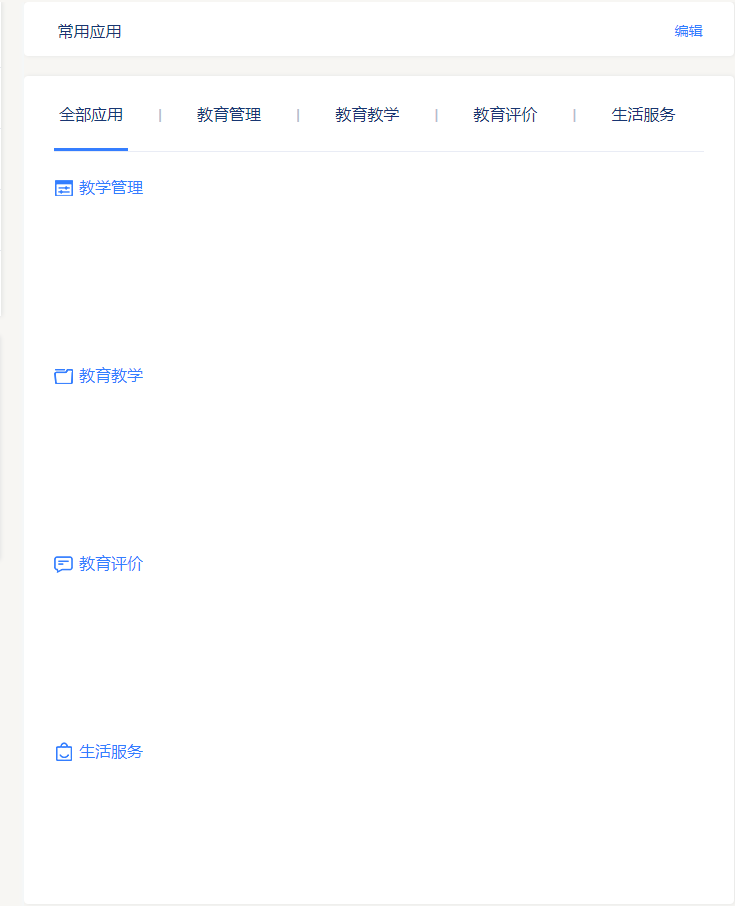 常用应用 编辑
全部应用 | 教育管理 | 教育教学 | 教育评价 | 生活服务
教学管理
教育教学
教育评价
生活服务